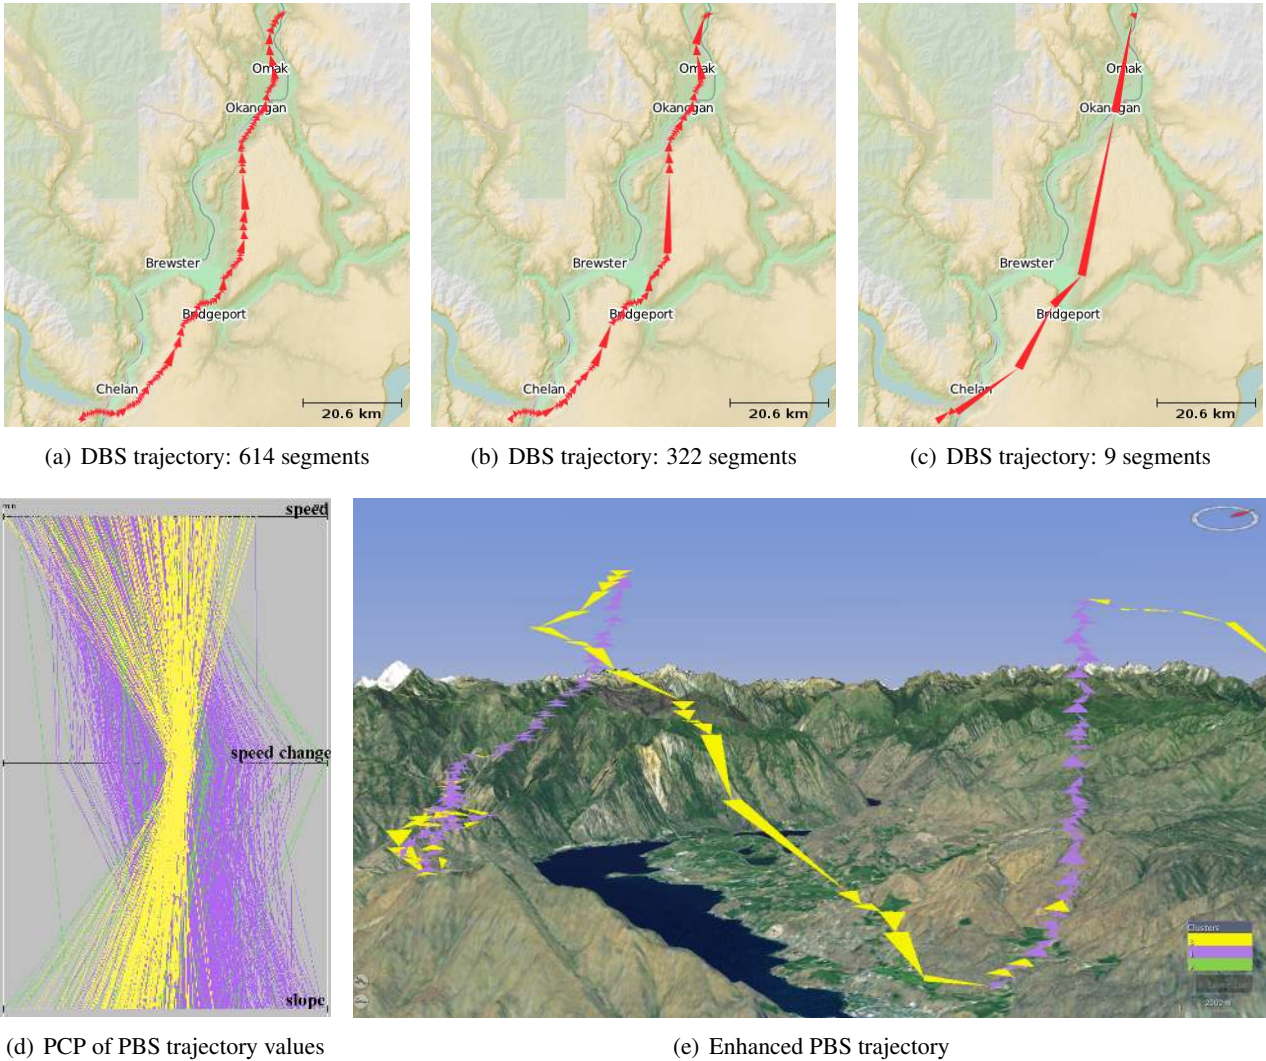 Omak
Okanogan
Brewster
Bridgeport
Chelan
20.6 km
Omak
Okanogan
Brewster
Bridgeport
Chelan
20.6 km
Omak
Okanogan
Brewster
Bridgeport
Chelan
20.6 km
(a) DBS trajectory: 614 segments
(b) DBS trajectory: 322 segments
(c) DBS trajectory: 9 segments
speed
speed change
slope
Clusters
(d) PCP of PBS trajectory values
(e) Enhanced PBS trajectory